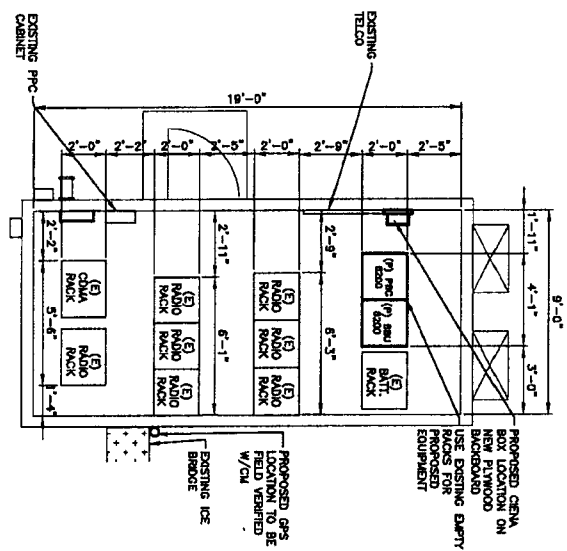 EXISTING PPC
CABINET
EXISTING
TELCO
19'-0"
2'-0"
2'-2"
2'-0"
2'-5"
2'-0"
2'-9"
2'-0"
2'-5"
2'-2"
5'-6"
1'-4"
2'-11"
6'-1"
2'-9"
6'-3"
1'-11"
4'-1"
3'-0"
9'-0"
(E)
CDMA
RACK
(E)
RADIO
RACK
(E)
RADIO
RACK
(E)
RADIO
RACK
(E)
RADIO
RACK
(E)
RADIO
RACK
(E)
RADIO
RACK
(E)
RADIO
RACK
(P) PBC
6200
(P) SBU
6200
(E)
BATT.
RACK
PROPOSED CIENA
BOX LOCATION ON
NEW PLYWOOD
BACKBOARD
USE EXISTING EMPTY
RACKS FOR
PROPOSED
EQUIPMENT
PROPOSED GPS
LOCATION TO BE
FIELD VERIFIED
W/CM
EXISTING ICE
BRIDGE